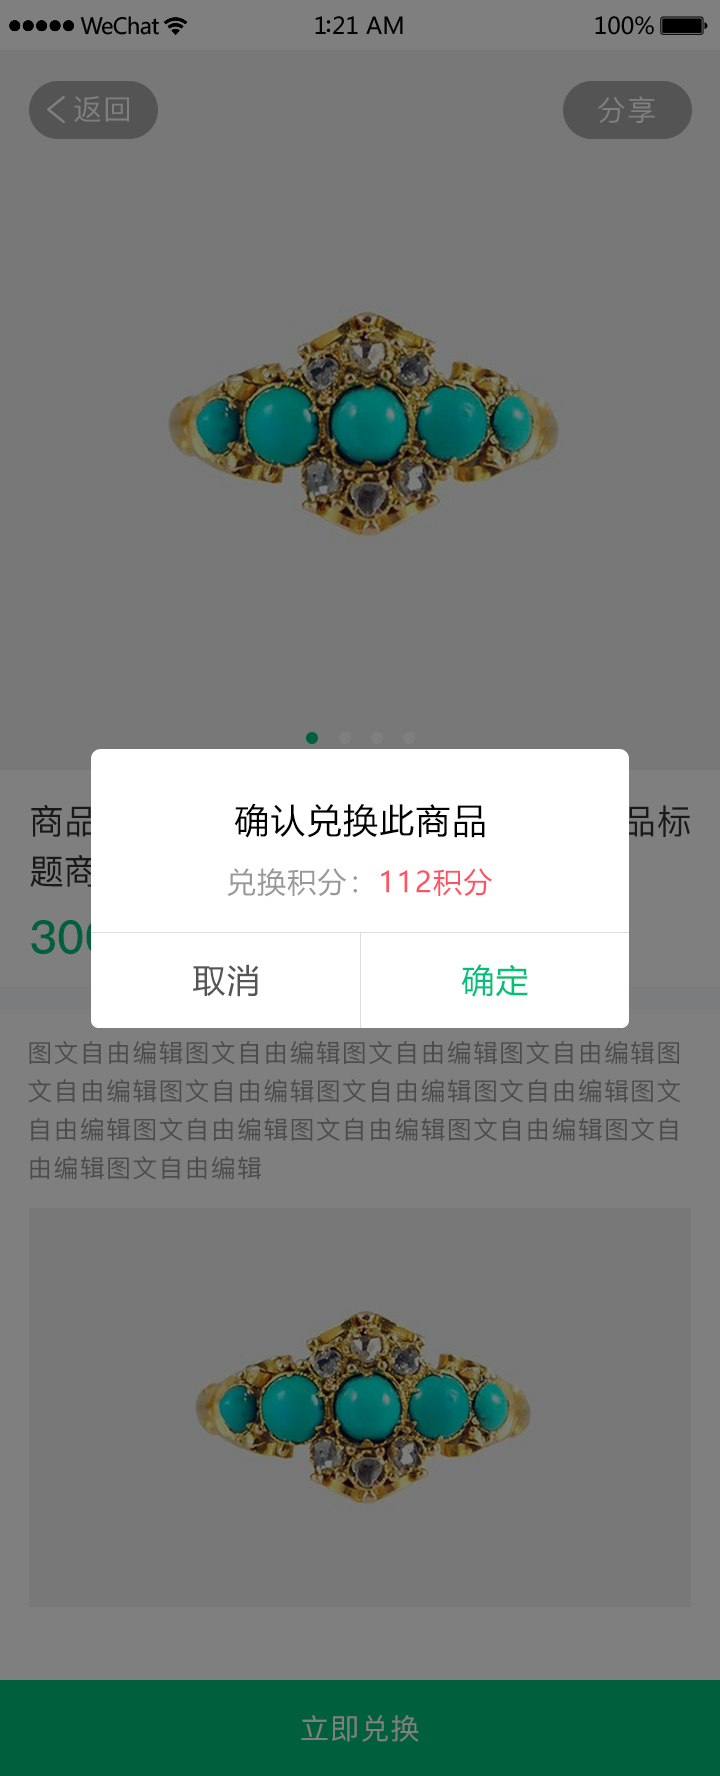 WeChat 1:21 AM 100%
返回 分享
确认兑换此商品
兑换积分：112积分
商品 品标
题商
300
取消 确定
图文自由编辑图文自由编辑图文自由编辑图文自由编辑图
文自由编辑图文自由编辑图文自由编辑图文自由编辑图文
自由编辑图文自由编辑图文自由编辑图文自由编辑图文自
由编辑图文自由编辑
立即兑换